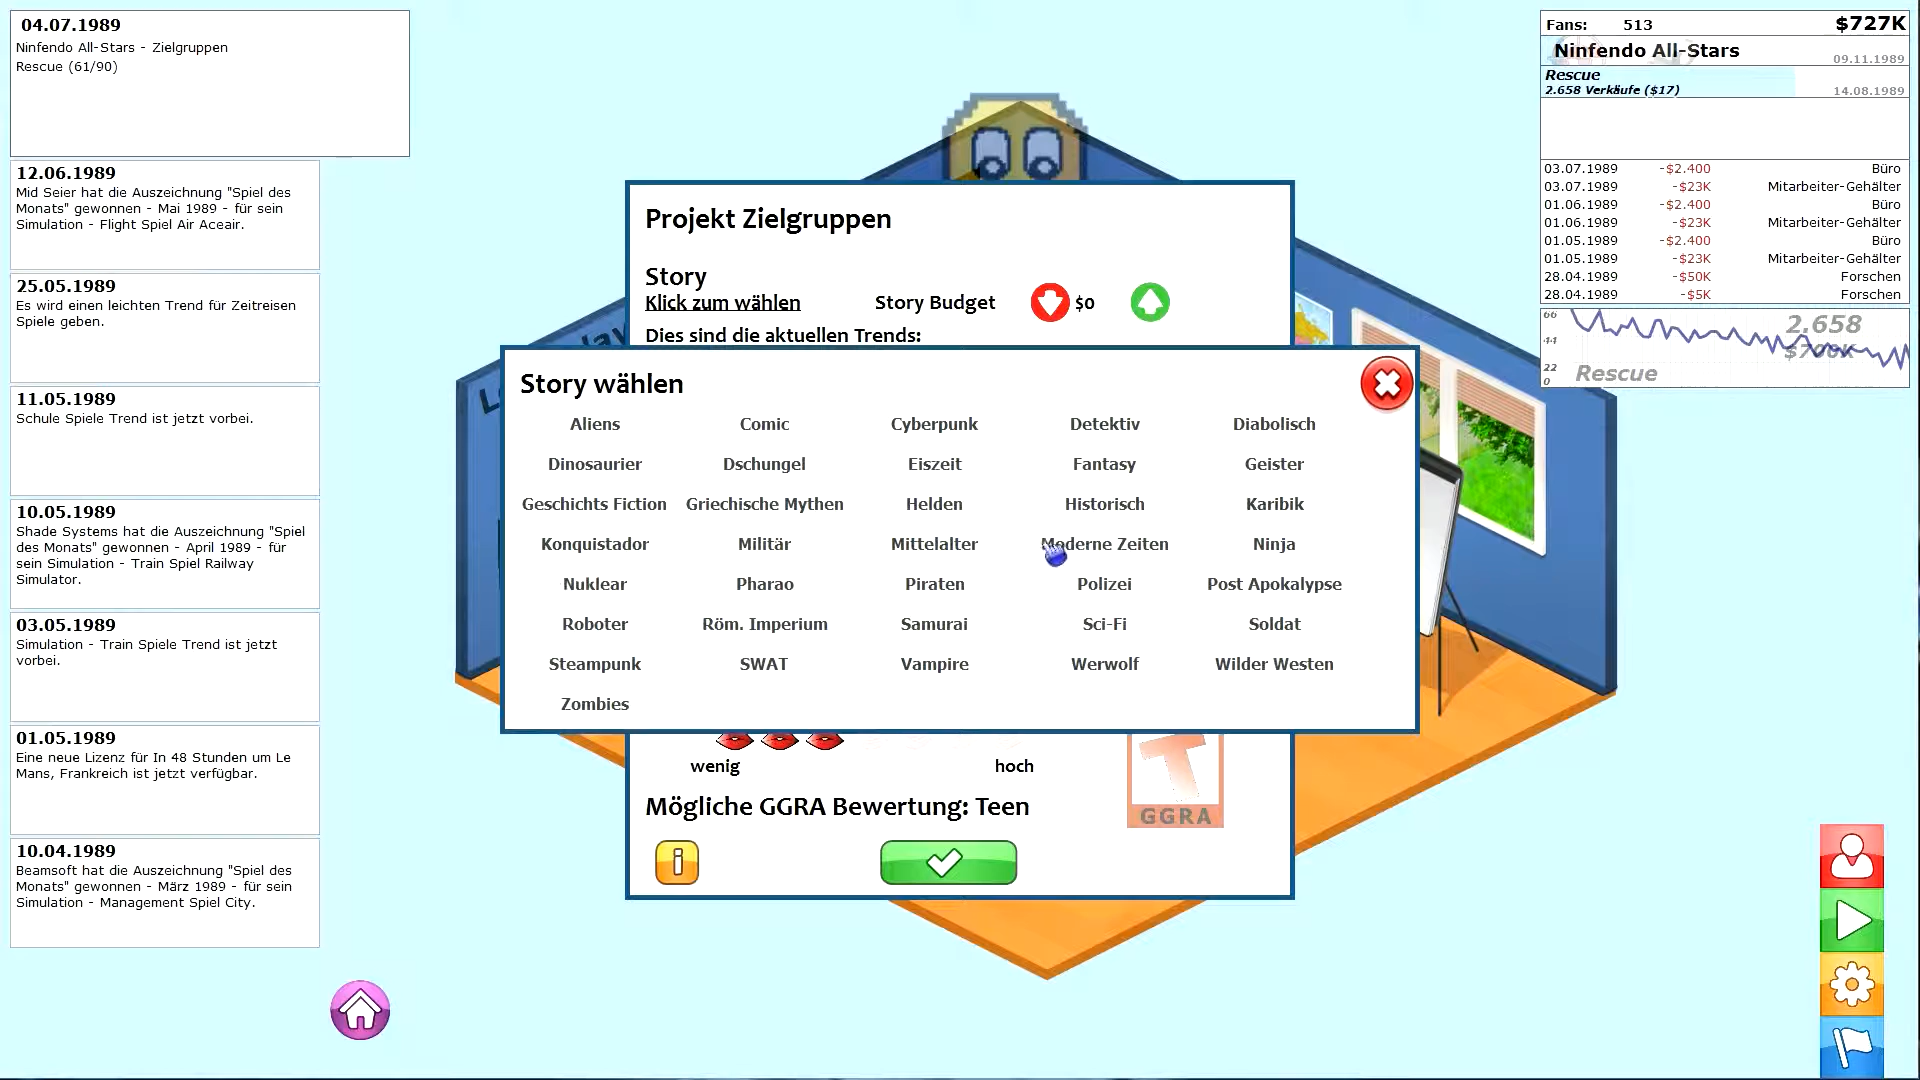 04.07.1989
Ninfendo All-Stars - Zielgruppen
Rescue (61/90)
12.06.1989
Mid Seier hat die Auszeichnung "Spiel des
Monats" gewonnen - Mai 1989 - für sein
Simulation - Flight Spiel Air Aceair.
25.05.1989
Es wird einen leichten Trend für Zeitreisen
Spiele geben.
11.05.1989
Schule Spiele Trend ist jetzt vorbei.
10.05.1989
Shade Systems hat die Auszeichnung "Spiel
des Monats" gewonnen - April 1989 - für
sein Simulation - Train Spiel Railway
Simulator.
03.05.1989
Simulation - Train Spiele Trend ist jetzt
vorbei.
01.05.1989
Eine neue Lizenz für In 48 Stunden um Le
Mans, Frankreich ist jetzt verfügbar.
10.04.1989
Beamsoft hat die Auszeichnung "Spiel des
Monats" gewonnen - März 1989 - für sein
Simulation - Management Spiel City.
Projekt Zielgruppen
Story
Klick zum wählen Story Budget $0
Dies sind die aktuellen Trends:
Story wählen
Aliens Comic Cyberpunk Detektiv Diabolisch
Dinosaurier Dschungel Eiszeit Fantasy Geister
Geschichts Fiction Griechische Mythen Helden Historisch Karibik
Konquistador Militär Mittelalter Moderne Zeiten Ninja
Nuklear Pharao Piraten Polizei Post Apokalypse
Roboter Röm. Imperium Samurai Sci-Fi Soldat
Steampunk SWAT Vampire Werwolf Wilder Westen
Zombies
wenig hoch
Mögliche GGRA Bewertung: Teen
T
GGRA
i
Fans: 513 $727K
Ninfendo All-Stars 09.11.1989
Rescue
2.658 Verkäufe ($17) 14.08.1989
03.07.1989 -$2.400 Büro
03.07.1989 -$23K Mitarbeiter-Gehälter
01.06.1989 -$2.400 Büro
01.06.1989 -$23K Mitarbeiter-Gehälter
01.05.1989 -$2.400 Büro
01.05.1989 -$23K Mitarbeiter-Gehälter
28.04.1989 -$50K Forschen
28.04.1989 -$5K Forschen
66
44
22
0
2.658
Rescue